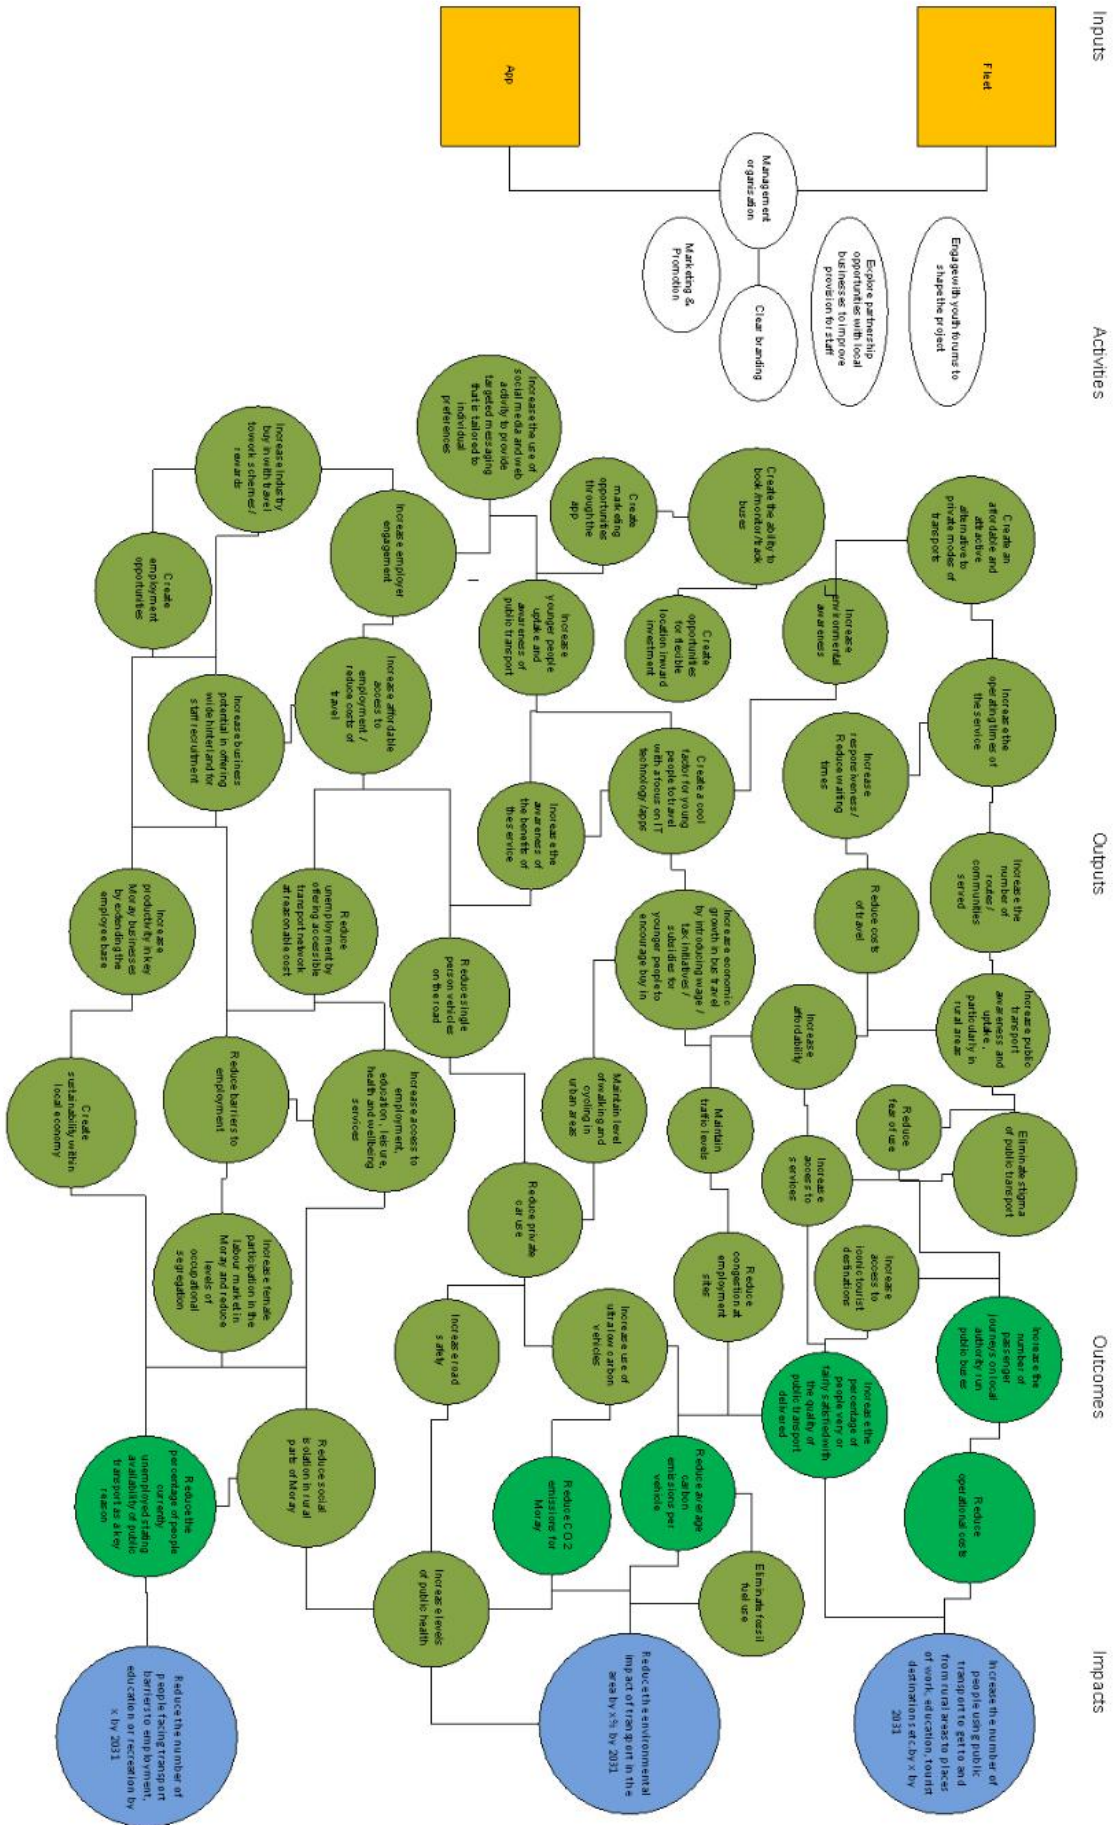 Inputs
Activities
Outputs
Outcomes
Impacts
Fleet
App
Management
organisation
Engage with youth forums to
shape the project
Explore partnership
opportunities with local
businesses to improve
provision for staff
Clear branding
Marketing &
Promotion
Create an
affordable and
attractive
alternative to
private modes of
transports
Create the ability to
book/monitor/track
buses
Create
marketing
opportunities
through the
app
Increase the use of
social media and web
activity to provide
targeted messaging
that is tailored to
individual
preferences
Increase industry
buy in with travel
to work schemes/
rewards
Increase
environmental
awareness
Create
opportunities
for flexible
location inward
investment
Increase
younger people
uptake and
awareness of
public transport
Increase employer
engagement
Create
employment
opportunities
Increase the
operating times of
the service
Increase
responsiveness/
Reduce waiting
times
Create a cool
factor for young
people to travel
with a focus on IT
technology/apps
Increase the
awareness of
the benefits of
the service
Increase affordable
access to
employment /
reduce costs of
travel
Increase business
potential in offering
wide hinterland for
staff recruitment
Increase the
number of
routes/
communities
served
Reduce costs
of travel
Increase economic
growth in bus travel
by introducing wage /
tax initiatives /
subsidies for
younger people to
encourage buy in
Reduce single
person vehicles
on the road
Reduce
unemployment by
offering accessible
transport network
at reasonable cost
Increase
productivity in key
Moray businesses
by extending the
employee base
Increase public
transport
awareness and
uptake,
particularly in
rural areas
Increase
affordability
Reduce
fear of use
Maintain
traffic levels
Maintain level
of walking and
cycling in
urban areas
Increase access to
employment,
education, leisure,
health and wellbeing
services
Reduce barriers to
employment
Create
sustainability within
local economy
Eliminate stigma
of public transport
Increase
access to
services
Increase
access to
iconic tourist
destinations
Reduce
congestion at
employment
sites
Reduce private
car use
Increase female
participation in the
labour market in
Moray and reduce
levels of
occupational
segregation
Increase the
number of
passenger
journeys on local
authority run
public buses
Increase the
percentage of
people very or
fairly satisfied with
the quality of
public transport
delivered
Increase use of
ultra low carbon
vehicles
Increase road
safety
Reduce
operational costs
Reduce average
carbon
emissions per
vehicle
Reduce CO2
emissions for
Moray
Reduce social
isolation in rural
parts of Moray
Reduce the
percentage of people
currently
unemployed stating
availability of public
transport as a key
reason
Eliminate fossil
fuel use
Increase levels
of public health
Increase the number of
people using public
transport to get to and
from rural areas to places
of work, education, tourist
destinations etc. by x by
2031
Reduce the environmental
impact of transport in the
area by x% by 2031
Reduce the number of
people facing transport
barriers to employment,
education or recreation by
x by 2031